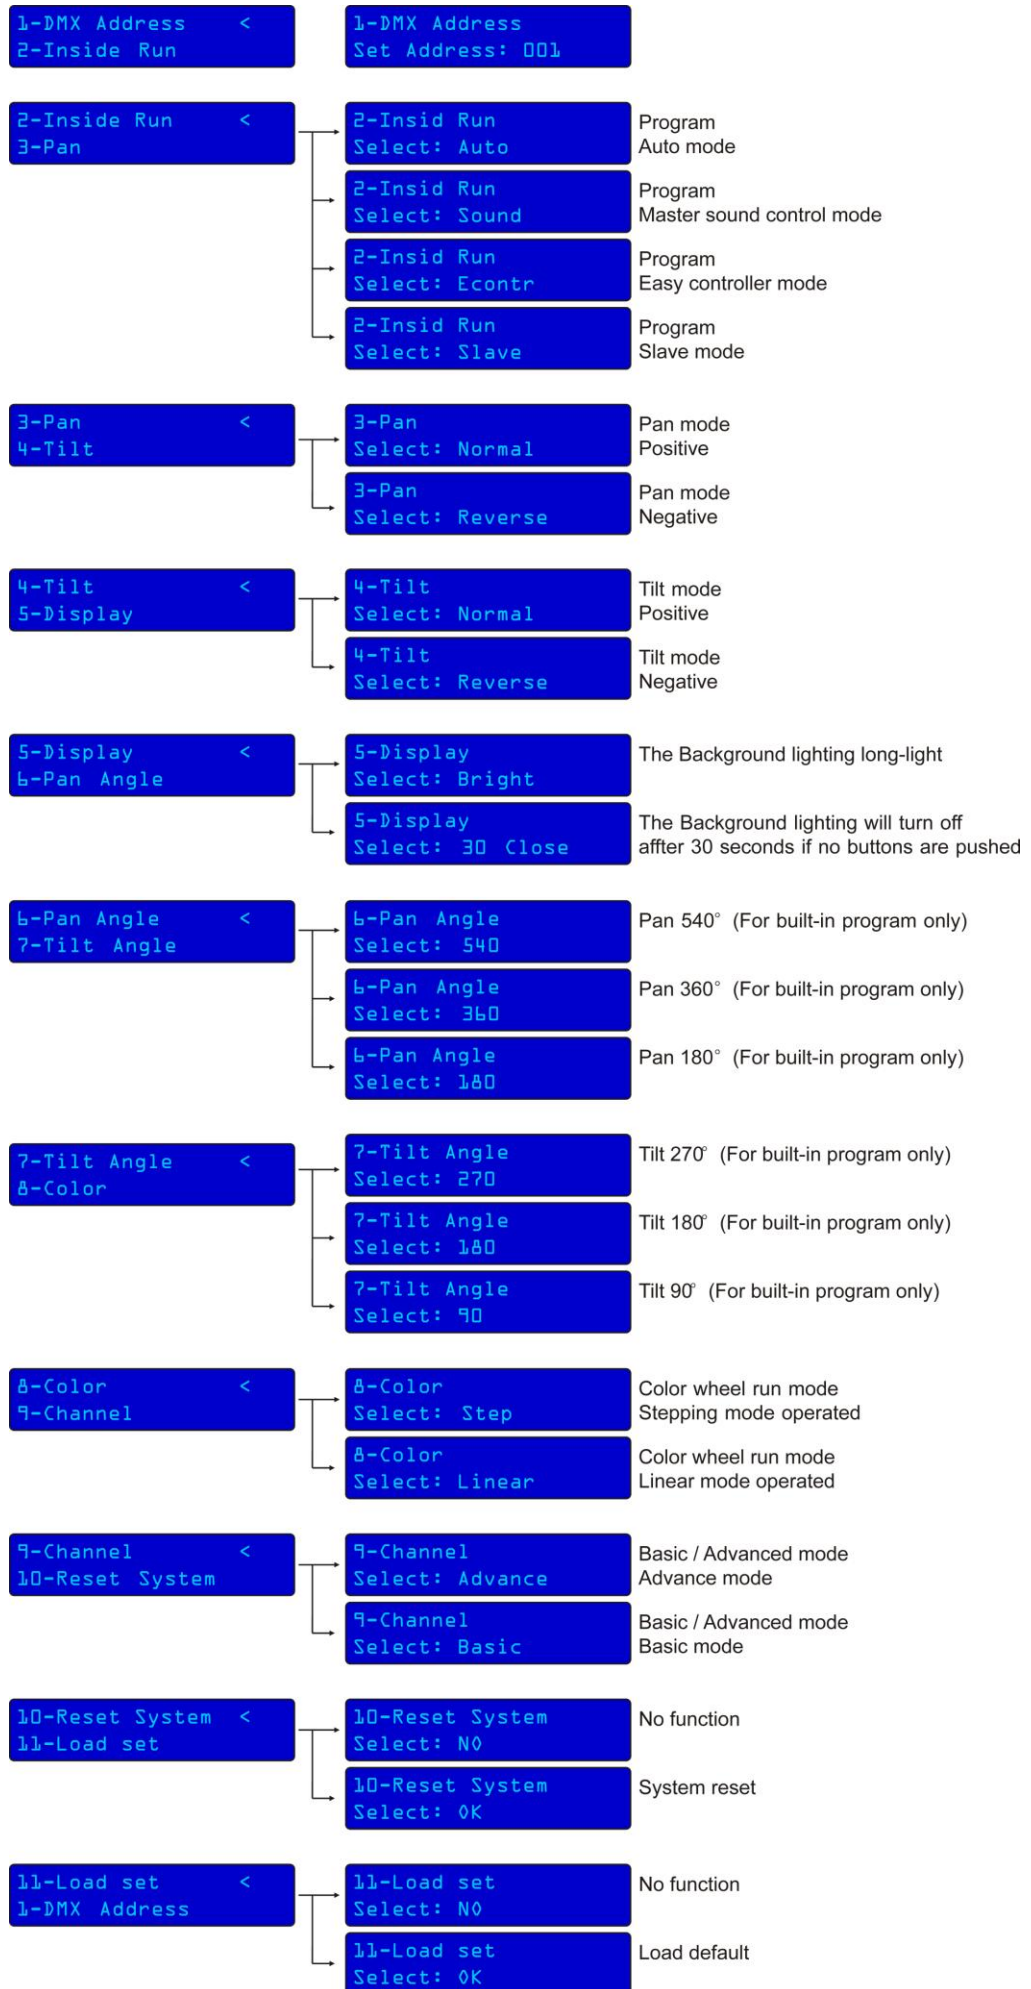 1-DMX Address <
2-Inside Run
1-DMX Address
Set Address: 001
2-Inside Run <
3-Pan
2-Insid Run
Select: Auto
Program
Auto mode
2-Insid Run
Select: Sound
Program
Master sound control mode
2-Insid Run
Select: Econtr
Program
Easy controller mode
2-Insid Run
Select: Slave
Program
Slave mode
3-Pan <
4-Tilt
3-Pan
Select: Normal
Pan mode
Positive
3-Pan
Select: Reverse
Pan mode
Negative
4-Tilt <
5-Display
4-Tilt
Select: Normal
Tilt mode
Positive
4-Tilt
Select: Reverse
Tilt mode
Negative
5-Display <
6-Pan Angle
5-Display
Select: Bright
The Background lighting long-light
5-Display
Select: 30 Close
The Background lighting will turn off
affter 30 seconds if no buttons are pushed
6-Pan Angle <
7-Tilt Angle
6-Pan Angle
Select: 540
Pan 540° (For built-in program only)
6-Pan Angle
Select: 360
Pan 360° (For built-in program only)
6-Pan Angle
Select: 180
Pan 180° (For built-in program only)
7-Tilt Angle <
8-Color
7-Tilt Angle
Select: 270
Tilt 270° (For built-in program only)
7-Tilt Angle
Select: 180
Tilt 180° (For built-in program only)
7-Tilt Angle
Select: 90
Tilt 90° (For built-in program only)
8-Color <
9-Channel
8-Color
Select: Step
Color wheel run mode
Stepping mode operated
8-Color
Select: Linear
Color wheel run mode
Linear mode operated
9-Channel <
10-Reset System
9-Channel
Select: Advance
Basic / Advanced mode
Advance mode
9-Channel
Select: Basic
Basic / Advanced mode
Basic mode
10-Reset System <
11-Load set
10-Reset System
Select: NO
No function
10-Reset System
Select: OK
System reset
11-Load set <
1-DMX Address
11-Load set
Select: NO
No function
11-Load set
Select: OK
Load default